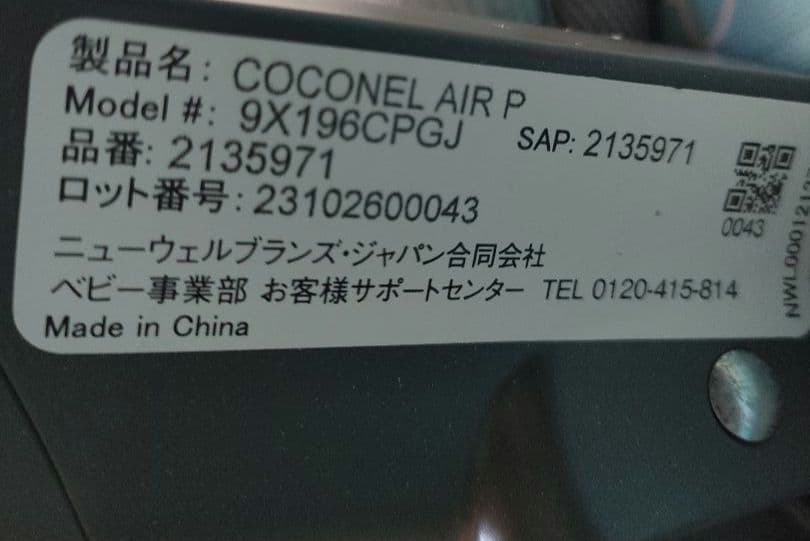 製品名: COCONEL AIR P
Model #: 9X196CPGJ SAP: 2135971
品番: 2135971
ロット番号: 23102600043
0043
ニューウェルブランズ・ジャパン合同会社
ベビー事業部 お客様サポートセンター TEL 0120-415-814
Made in China